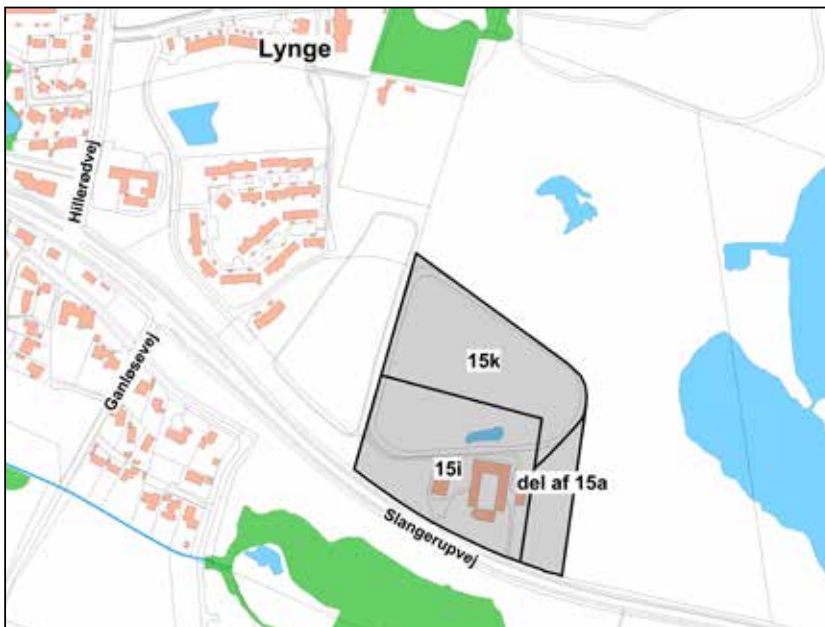 Lynge
Hillerødvej
Ganløsevej
15k
15i
del af 15a
Slangerupvej